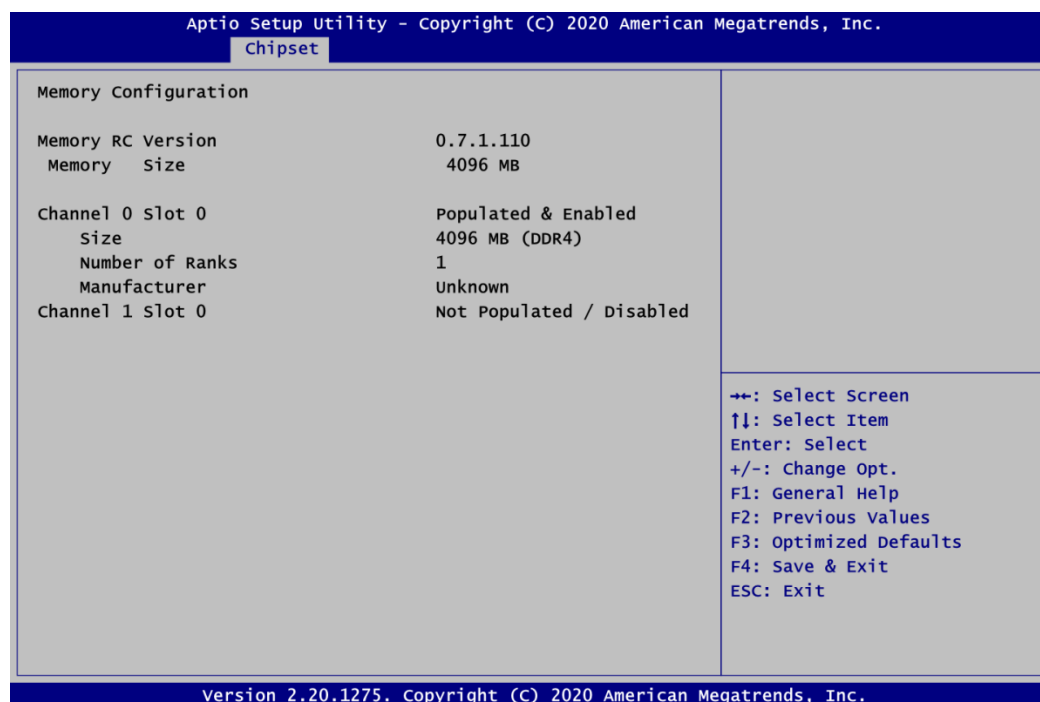 Aptio Setup Utility – Copyright (C) 2020 American Megatrends, Inc.
Chipset
Memory Configuration
Memory RC Version 0.7.1.110
Memory Size 4096 MB
Channel 0 Slot 0 Populated & Enabled
Size 4096 MB (DDR4)
Number of Ranks 1
Manufacturer Unknown
Channel 1 Slot 0 Not Populated / Disabled
→←: Select Screen
↑↓: Select Item
Enter: Select
+/-: Change Opt.
F1: General Help
F2: Previous Values
F3: Optimized Defaults
F4: Save & Exit
ESC: Exit
Version 2.20.1275. Copyright (C) 2020 American Megatrends, Inc.